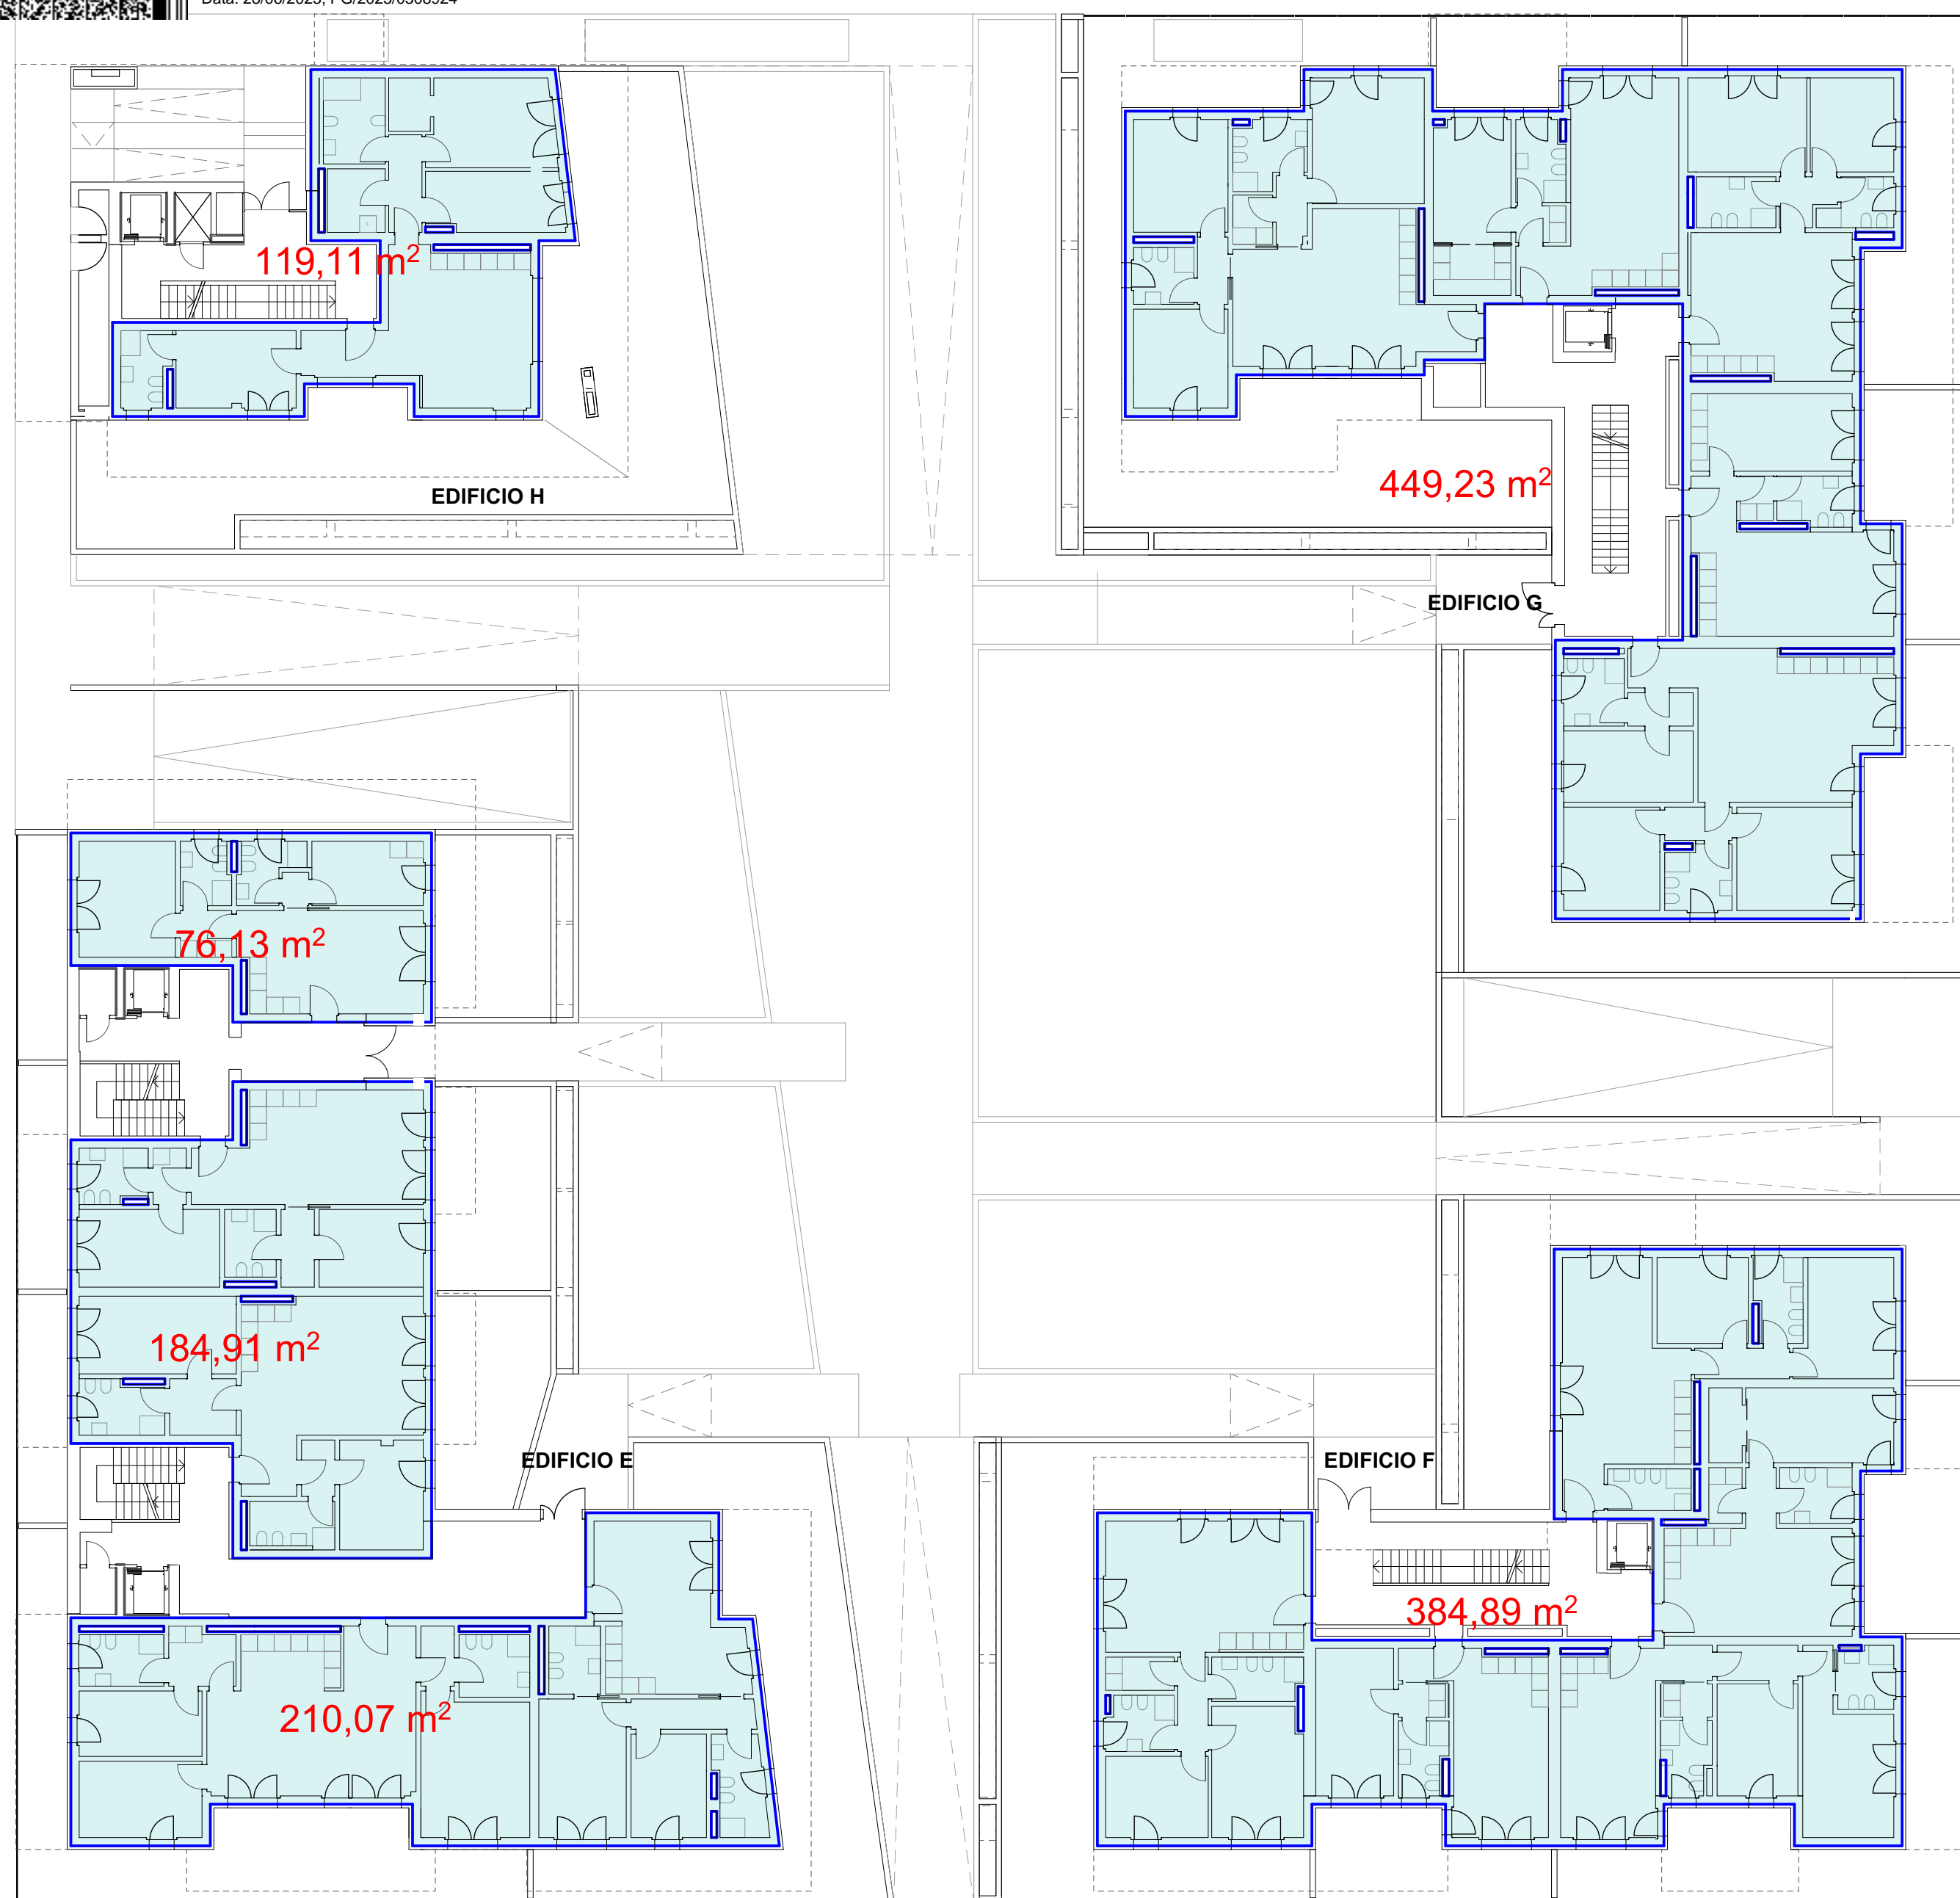 119,11 m²
EDIFICIO H
449,23 m²
EDIFICIO G
76,13 m²
184,91 m²
EDIFICIO E
EDIFICIO F
384,89 m²
210,07 m²